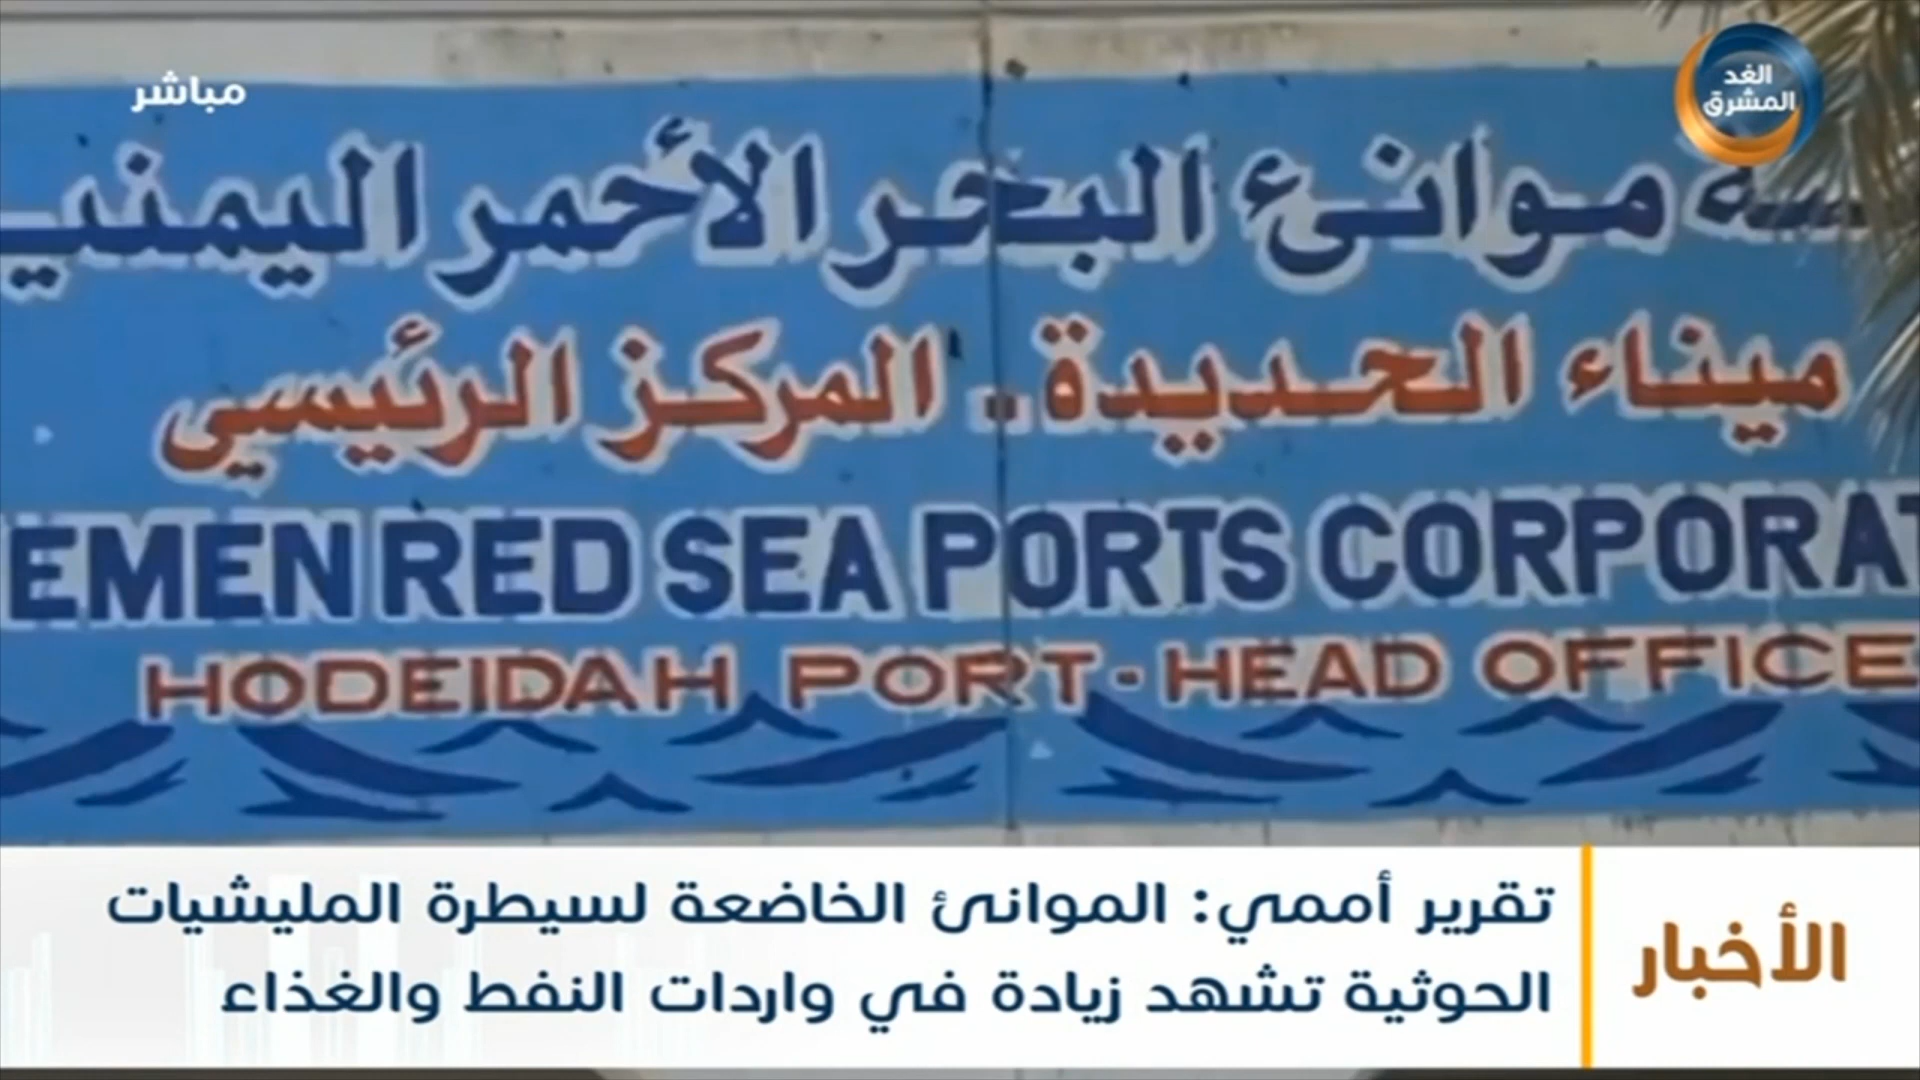 مباشر
الغد
المشرق
موانئ البحر الأحمر اليمنية
ميناء الحديدة - المركز الرئيسي
EMEN RED SEA PORTS CORPORAT
HODEIDAH PORT - HEAD OFFICE
الأخبار
تقرير أممي: الموانئ الخاضعة لسيطرة المليشيات
الحوثية تشهد زيادة في واردات النفط والغذاء